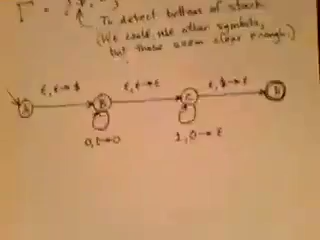 Γ = { $, 0 }
To detect bottom of stack
(We could use other symbols,
but these seem clear enough.)
ε, ε→$ ε, ε→ε ε, $→ε
A B C D
0, ε→0 1, 0→ε